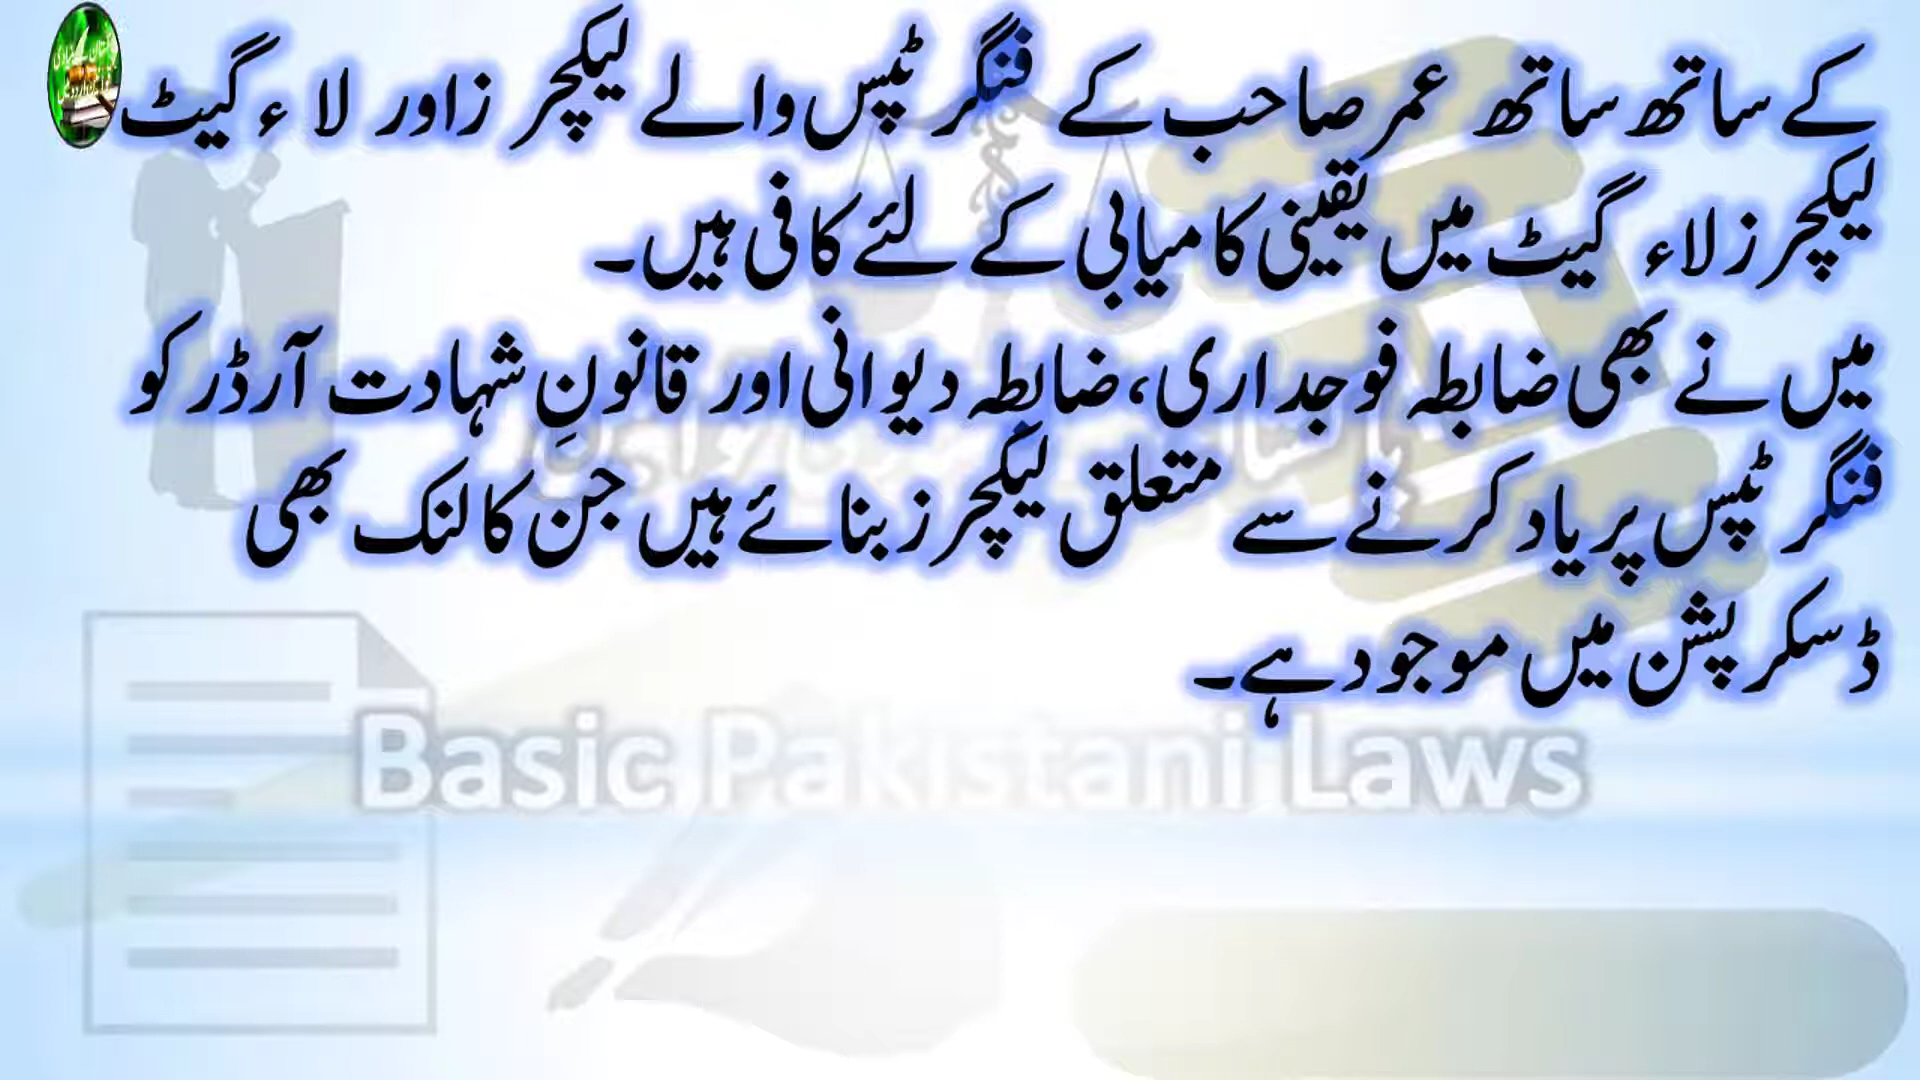 کے ساتھ ساتھ عمر صاحب کے فنگر ٹپس والے لیکچر زاور لا ء گیٹ
لیکچرز لاء گیٹ میں یقینی کامیابی کے لئے کافی ہیں۔
میں نے بھی ضابطہ فوجداری، ضابطہ دیوانی اور قانونِ شہادت آرڈر کو
فنگر ٹپس پر یاد کرنے سے متعلق لیکچرز بنائے ہیں جن کا لنک بھی
ڈسکرپشن میں موجود ہے۔
Basic Pakistani Laws